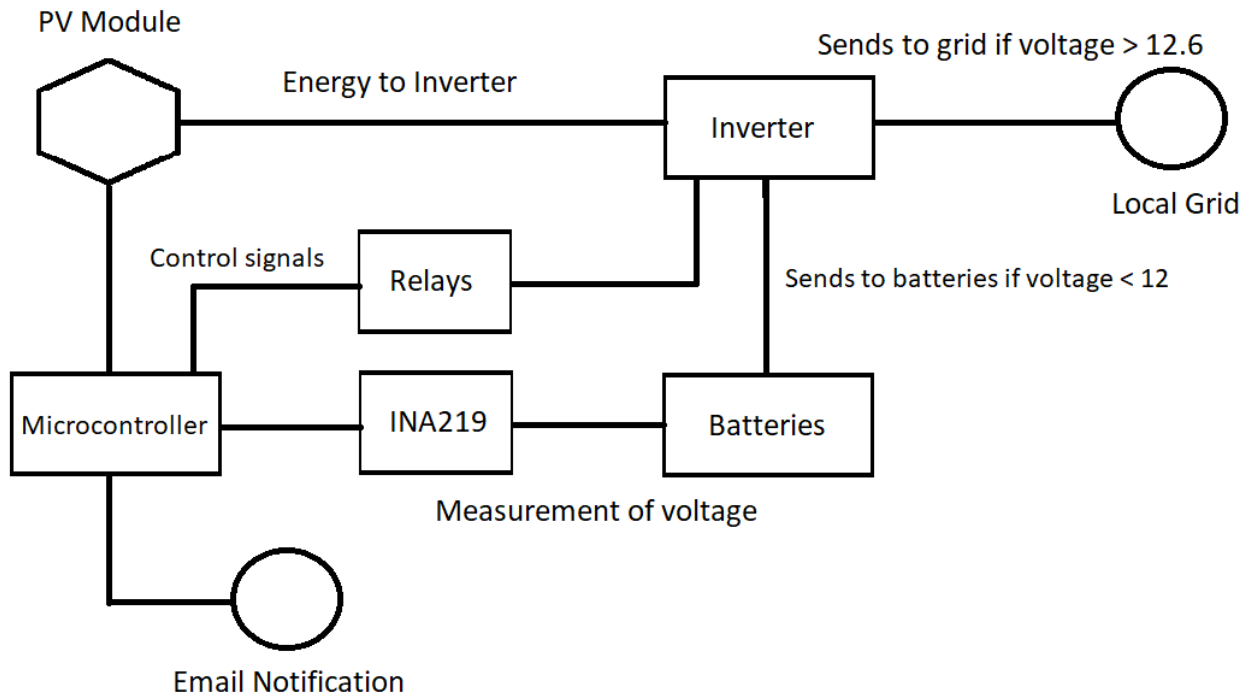 PV Module
Sends to grid if voltage > 12.6
Energy to Inverter
Inverter
Local Grid
Control signals
Relays
Sends to batteries if voltage < 12
Microcontroller
INA219
Batteries
Measurement of voltage
Email Notification